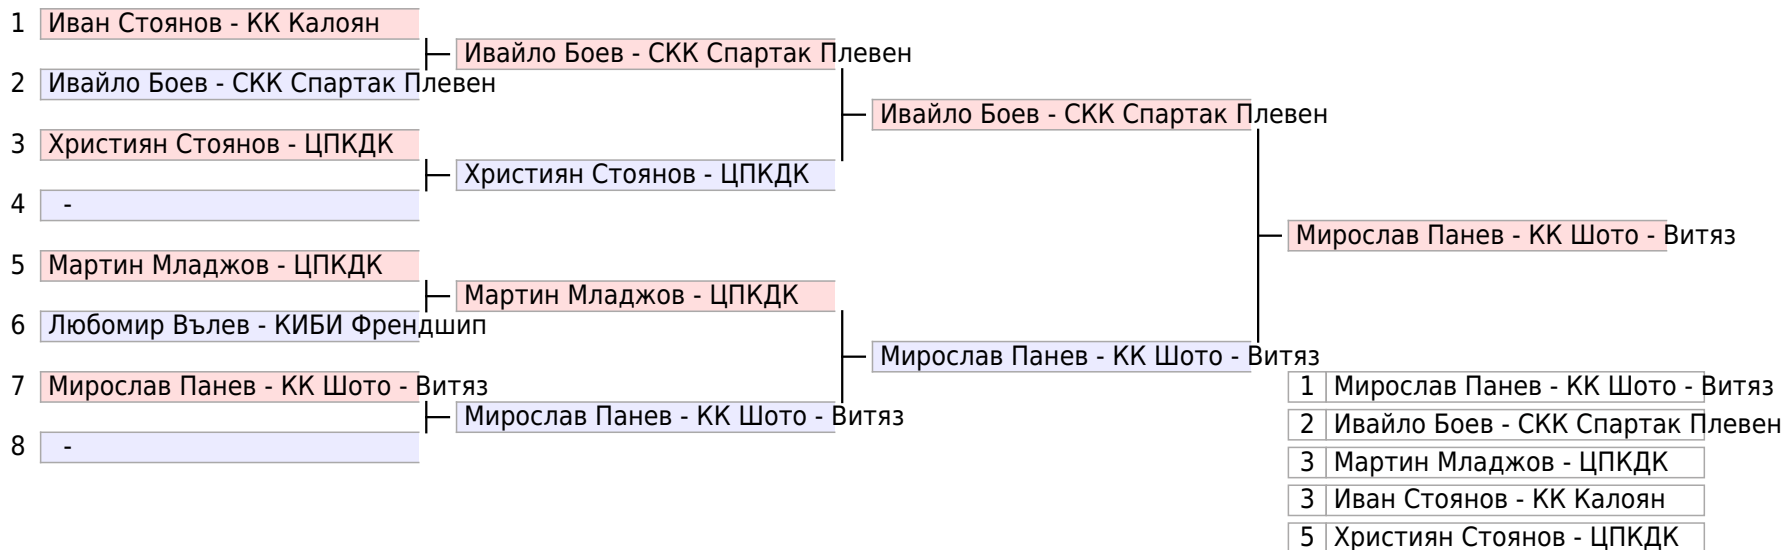 1 Иван Стоянов - КК Калоян
2 Ивайло Боев - СКК Спартак Плевен
3 Християн Стоянов - ЦПКДК
4 -
5 Мартин Младжов - ЦПКДК
6 Любомир Вълев - КИБИ Френдшип
7 Мирослав Панев - КК Шото - Витяз
8 -
Ивайло Боев - СКК Спартак Плевен
Християн Стоянов - ЦПКДК
Мартин Младжов - ЦПКДК
Мирослав Панев - КК Шото - Витяз
Ивайло Боев - СКК Спартак Плевен
Мирослав Панев - КК Шото - Витяз
Мирослав Панев - КК Шото - Витяз
1 Мирослав Панев - КК Шото - Витяз
2 Ивайло Боев - СКК Спартак Плевен
3 Мартин Младжов - ЦПКДК
3 Иван Стоянов - КК Калоян
5 Християн Стоянов - ЦПКДК